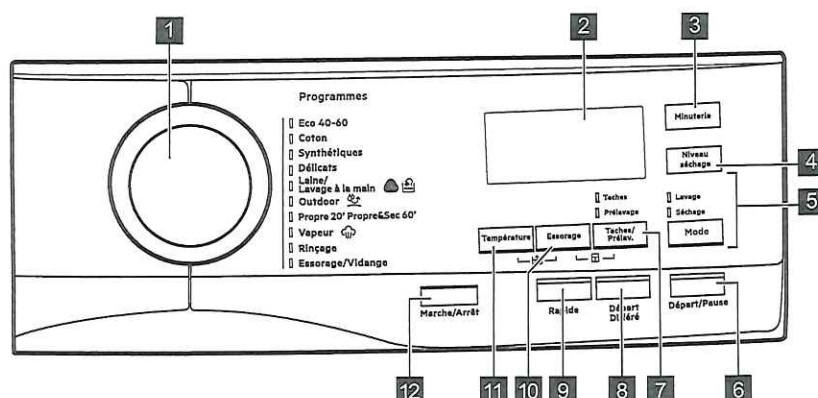 1
2
3
Programmes
Eco 40-60
Coton
Synthétiques
Délicats
Laine/
Lavage à la main
Outdoor
Propre 20' Propre&Sec 60'
Vapeur
Rinçage
Essorage/Vidange
Minuterie
Niveau
séchage
4
5
Taches
Prélavage
Lavage
Séchage
Température
Essorage
Taches/
Prélav.
Mode
Marche/Arrêt
Rapide
Départ
Différé
Départ/Pause
12
11
10
9
8
7
6